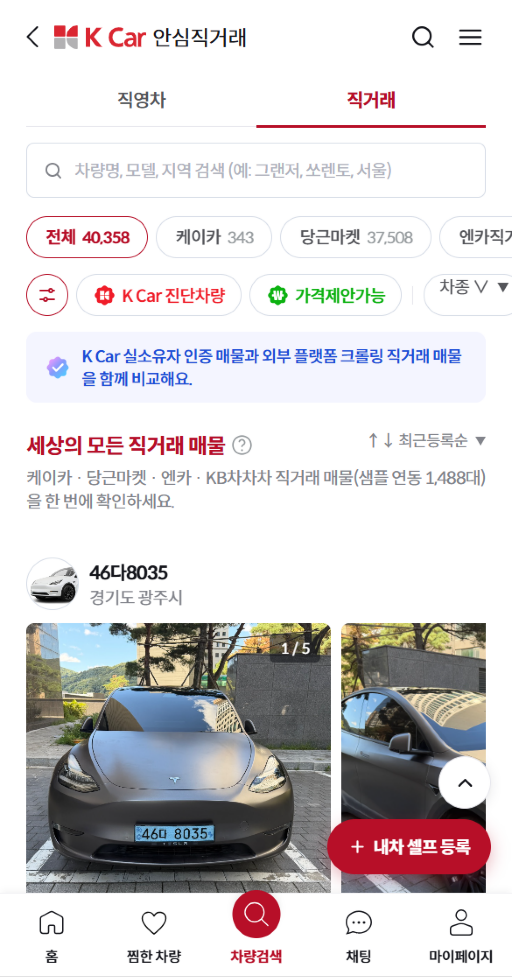 K Car 안심직거래
직영차
직거래
차량명, 모델, 지역 검색 (예: 그랜저, 쏘렌토, 서울)
전체 40,358
케이카 343
당근마켓 37,508
엔카직거
K Car 진단차량
가격제안가능
차종 ∨ ▼
K Car 실소유자 인증 매물과 외부 플랫폼 크롤링 직거래 매물
을 함께 비교해요.
세상의 모든 직거래 매물 ?
↑↓ 최근등록순 ▼
케이카 · 당근마켓 · 엔카 · KB차차차 직거래 매물(샘플 연동 1,488대)
을 한 번에 확인하세요.
46다8035
경기도 광주시
1 / 5
46다 8035
+ 내차 셀프 등록
홈
찜한 차량
차량검색
채팅
마이페이지